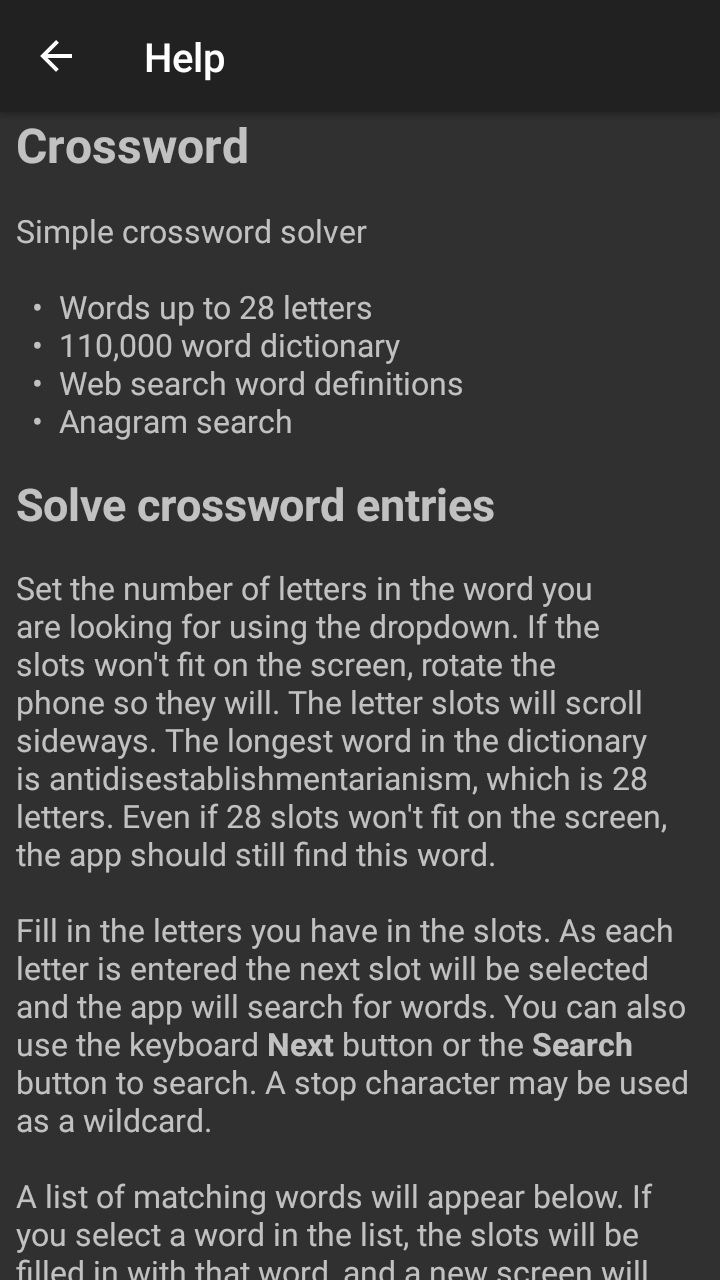 Help
Crossword
Simple crossword solver
• Words up to 28 letters
• 110,000 word dictionary
• Web search word definitions
• Anagram search
Solve crossword entries
Set the number of letters in the word you
are looking for using the dropdown. If the
slots won't fit on the screen, rotate the
phone so they will. The letter slots will scroll
sideways. The longest word in the dictionary
is antidisestablishmentarianism, which is 28
letters. Even if 28 slots won't fit on the screen,
the app should still find this word.
Fill in the letters you have in the slots. As each
letter is entered the next slot will be selected
and the app will search for words. You can also
use the keyboard Next button or the Search
button to search. A stop character may be used
as a wildcard.
A list of matching words will appear below. If
you select a word in the list, the slots will be
filled in with that word, and a new screen will